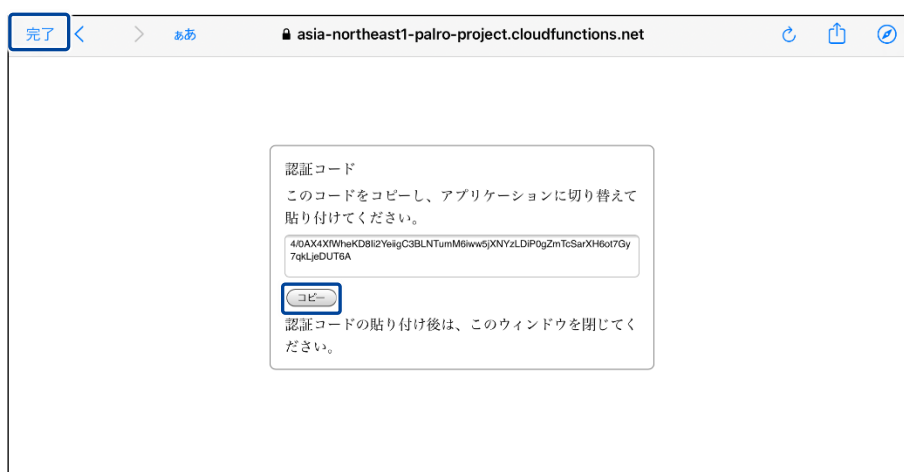 完了
ぁあ
asia-northeast1-palro-project.cloudfunctions.net
認証コード
このコードをコピーし、アプリケーションに切り替えて
貼り付けてください。
4/0AX4XfWheKD8Ii2YeiigC3BLNTumM6iww5jXNYzLDiP0gZmTcSarXH6ot7Gy
7qkLjeDUT6A
コピー
認証コードの貼り付け後は、このウィンドウを閉じてく
ださい。